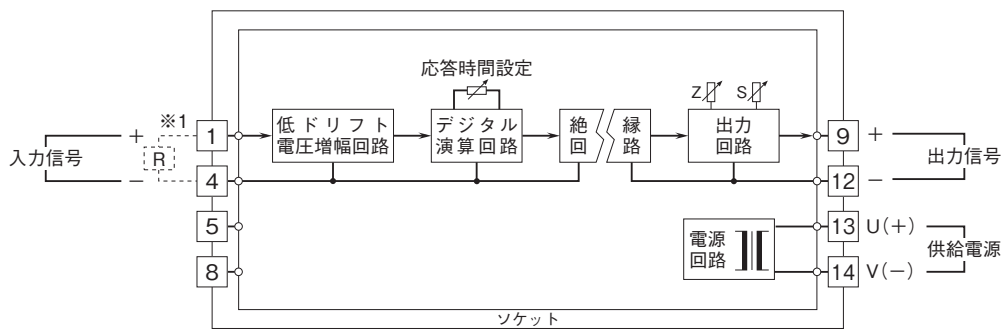 応答時間設定
Z
S
※1
+
R
−
入力信号
1
4
5
8
低ドリフト
電圧増幅回路
デジタル
演算回路
絶縁
回路
出力
回路
9
+
12
−
出力信号
電源
回路
13
U(+)
14
V(−)
供給電源
ソケット